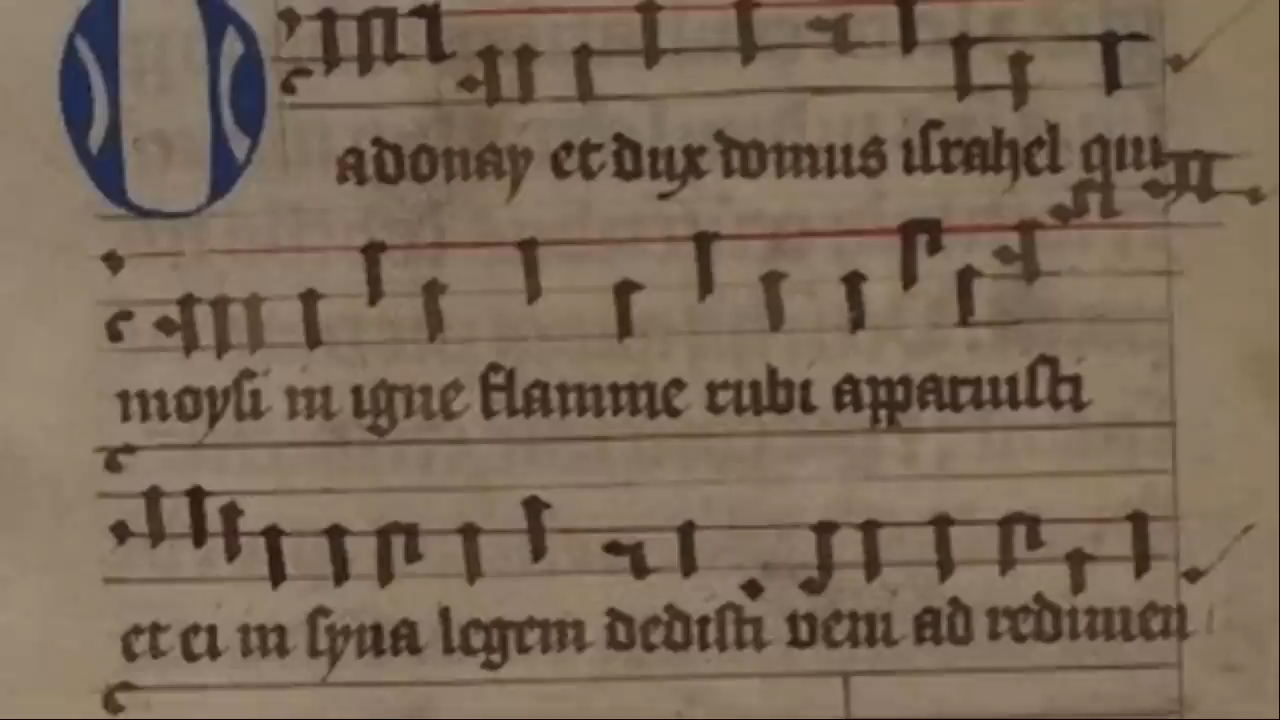 O adonay et dux domus israhel qui
moysi in igne flamme rubi apparuisti
et ei in syna legem dedisti veni ad redimen